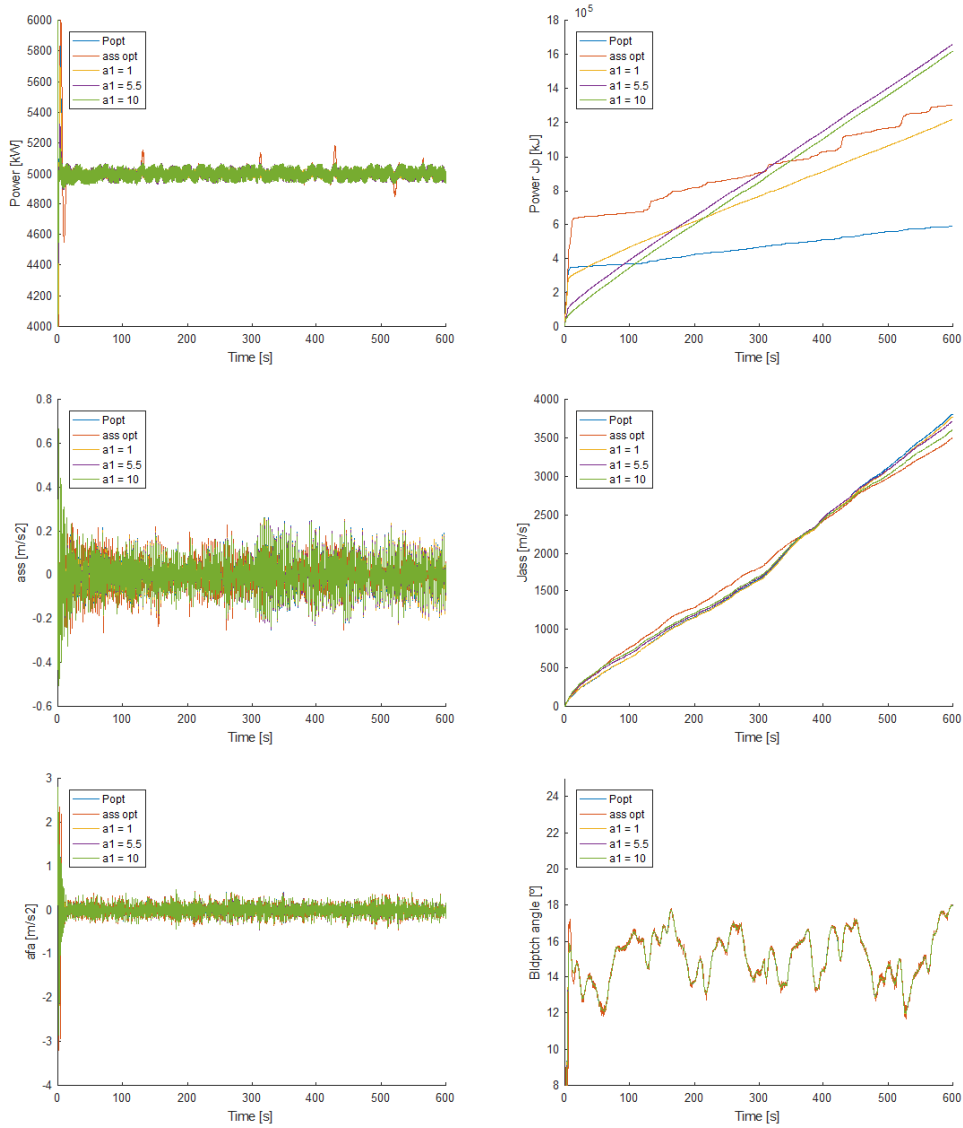 6000
5800
5600
5400
5200
5000
4800
4600
4400
4200
4000
Power [kW]
Popt
ass opt
a1 = 1
a1 = 5.5
a1 = 10
0 100 200 300 400 500 600
Time [s]
×10^5
18
16
14
12
10
8
6
4
2
0
Power Jp [kJ]
Popt
ass opt
a1 = 1
a1 = 5.5
a1 = 10
0 100 200 300 400 500 600
Time [s]
0.8
0.6
0.4
0.2
0
-0.2
-0.4
-0.6
ass [m/s2]
Popt
ass opt
a1 = 1
a1 = 5.5
a1 = 10
0 100 200 300 400 500 600
Time [s]
4000
3500
3000
2500
2000
1500
1000
500
0
Jass [m/s]
Popt
ass opt
a1 = 1
a1 = 5.5
a1 = 10
0 100 200 300 400 500 600
Time [s]
3
2
1
0
-1
-2
-3
-4
afa [m/s2]
Popt
ass opt
a1 = 1
a1 = 5.5
a1 = 10
0 100 200 300 400 500 600
Time [s]
24
22
20
18
16
14
12
10
8
Bldptch angle [º]
Popt
ass opt
a1 = 1
a1 = 5.5
a1 = 10
0 100 200 300 400 500 600
Time [s]